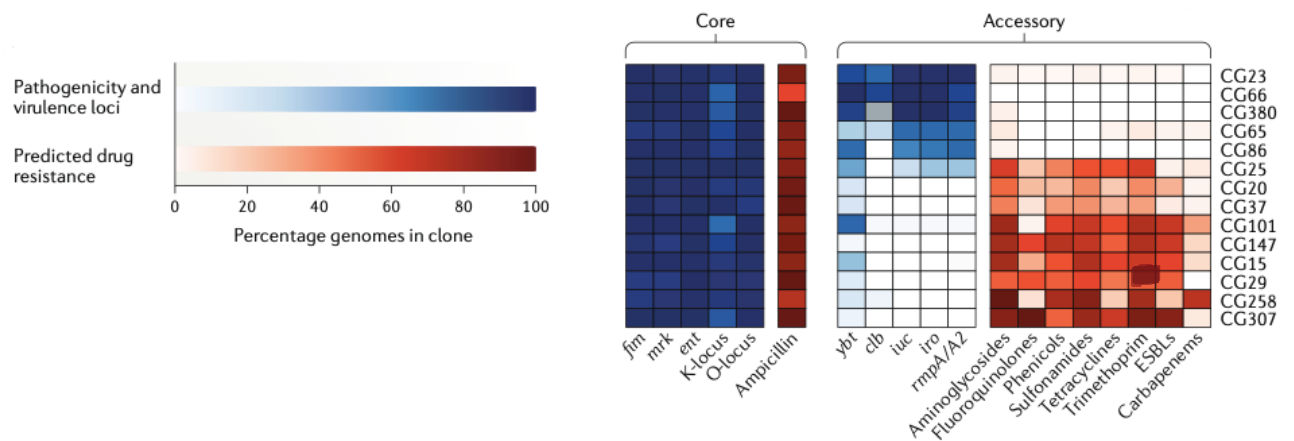 Core
Accessory
Pathogenicity and
virulence loci
Predicted drug
resistance
0 20 40 60 80 100
Percentage genomes in clone
CG23
CG66
CG380
CG65
CG86
CG25
CG20
CG37
CG101
CG147
CG15
CG29
CG258
CG307
fim
mrk
ent
K-locus
O-locus
Ampicillin
ybt
clb
iuc
iro
rmpA/A2
Aminoglycosides
Fluoroquinolones
Phenicols
Sulfonamides
Tetracyclines
Trimethoprim
ESBLs
Carbapenems